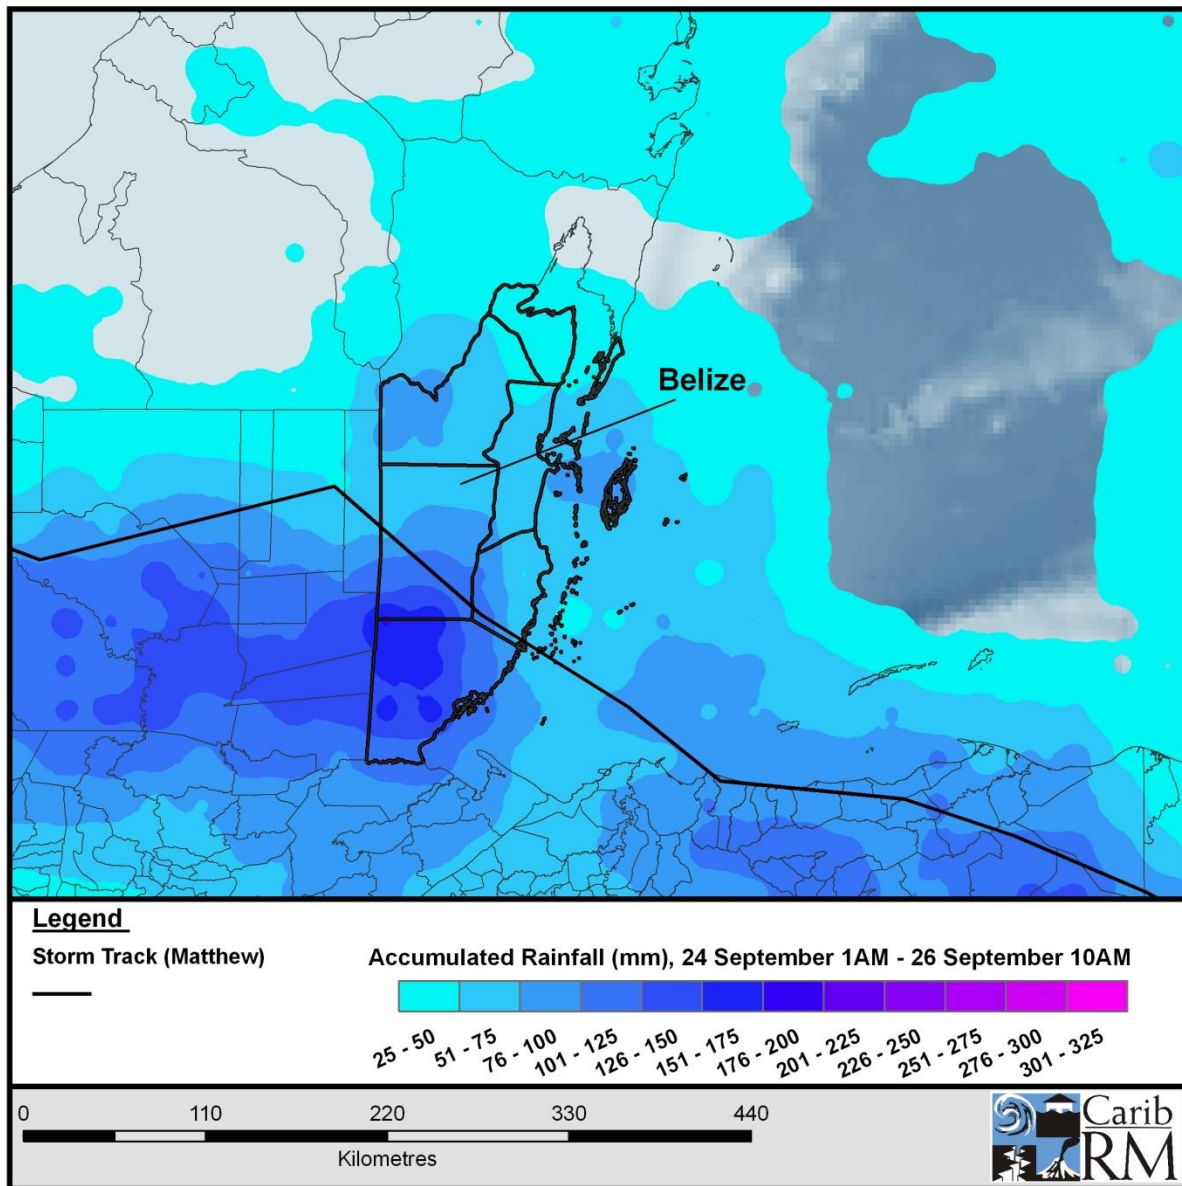 Belize
Legend
Storm Track (Matthew)
Accumulated Rainfall (mm), 24 September 1AM - 26 September 10AM
25 - 50
51 - 75
76 - 100
101 - 125
126 - 150
151 - 175
176 - 200
201 - 225
226 - 250
251 - 275
276 - 300
301 - 325
0 110 220 330 440
Kilometres
Carib
RM